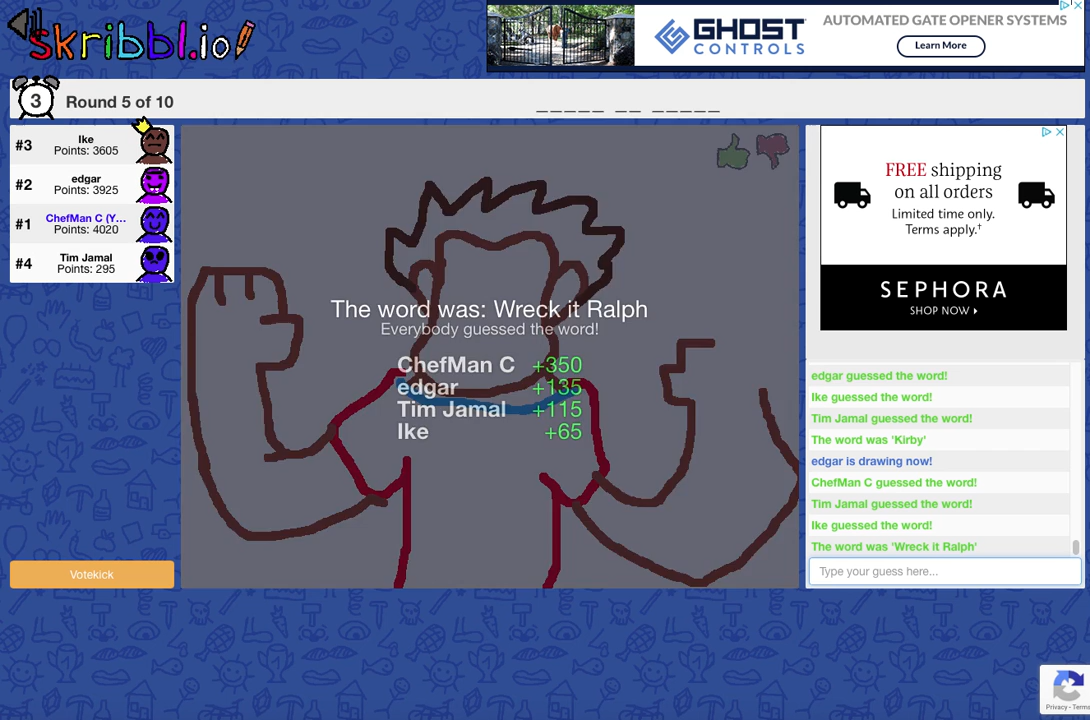 skribbl.io
GHOST
CONTROLS
AUTOMATED GATE OPENER SYSTEMS
Learn More
3
Round 5 of 10
_____ __ _____
#3
Ike
Points: 3605
#2
edgar
Points: 3925
#1
ChefMan C (Y...
Points: 4020
#4
Tim Jamal
Points: 295
Votekick
The word was: Wreck it Ralph
Everybody guessed the word!
ChefMan C +350
edgar +135
Tim Jamal +115
Ike +65
FREE shipping
on all orders
Limited time only.
Terms apply.†
SEPHORA
SHOP NOW
edgar guessed the word!
Ike guessed the word!
Tim Jamal guessed the word!
The word was 'Kirby'
edgar is drawing now!
ChefMan C guessed the word!
Tim Jamal guessed the word!
Ike guessed the word!
The word was 'Wreck it Ralph'
Type your guess here...
Privacy - Terms